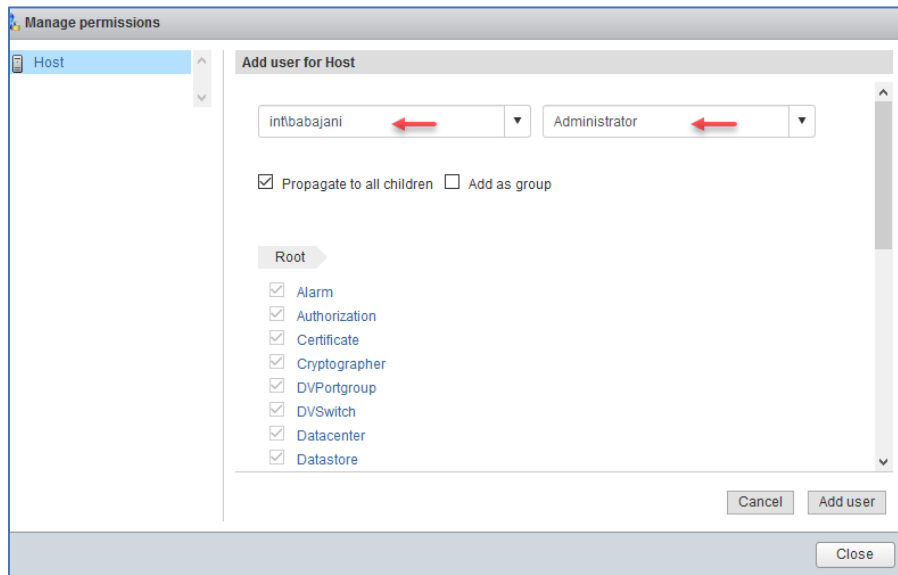 Manage permissions
Host
Add user for Host
int\babajani
Administrator
Propagate to all children Add as group
Root
Alarm
Authorization
Certificate
Cryptographer
DVPortgroup
DVSwitch
Datacenter
Datastore
Cancel Add user
Close